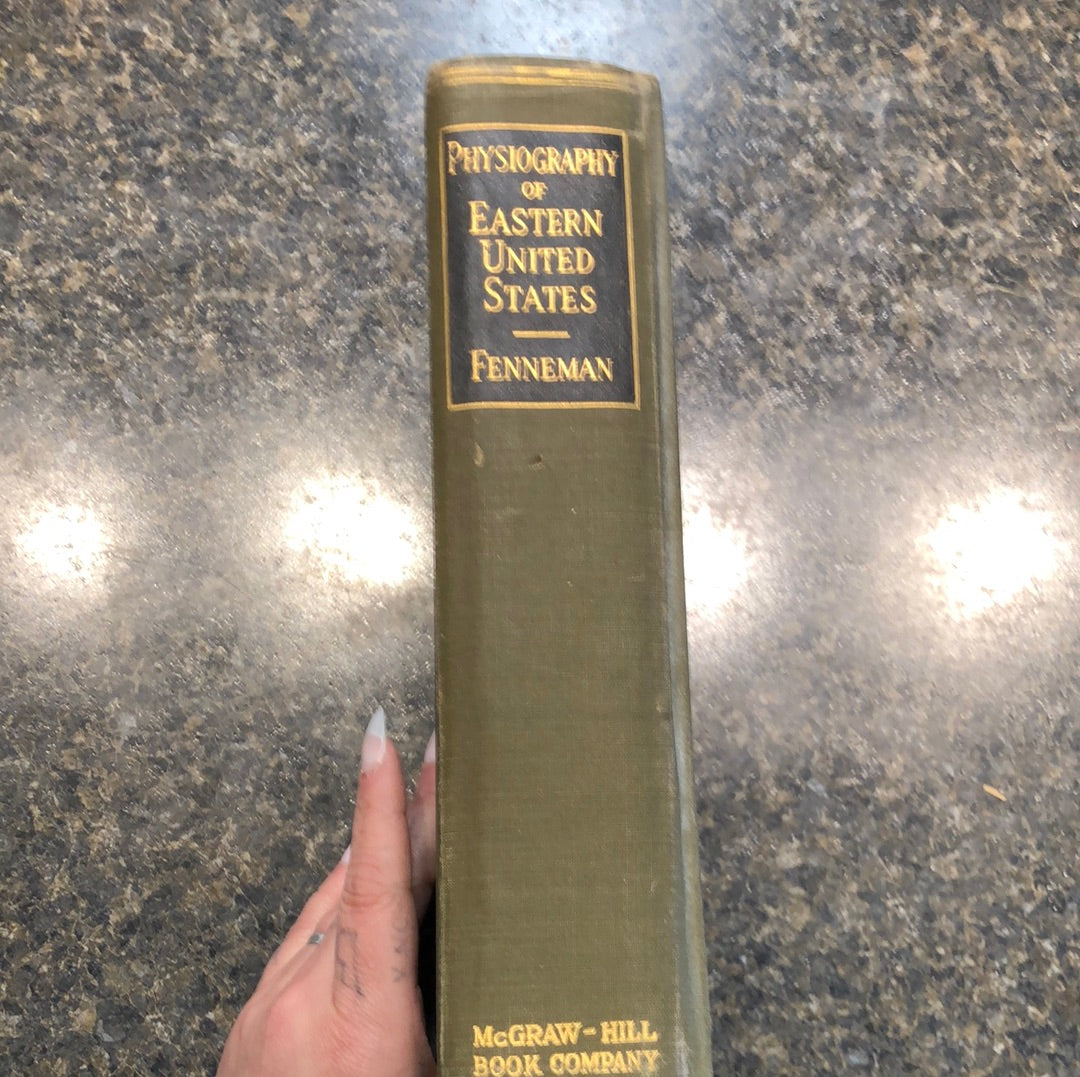 PHYSIOGRAPHY
OF
EASTERN
UNITED
STATES
FENNEMAN
McGRAW-HILL
BOOK COMPANY